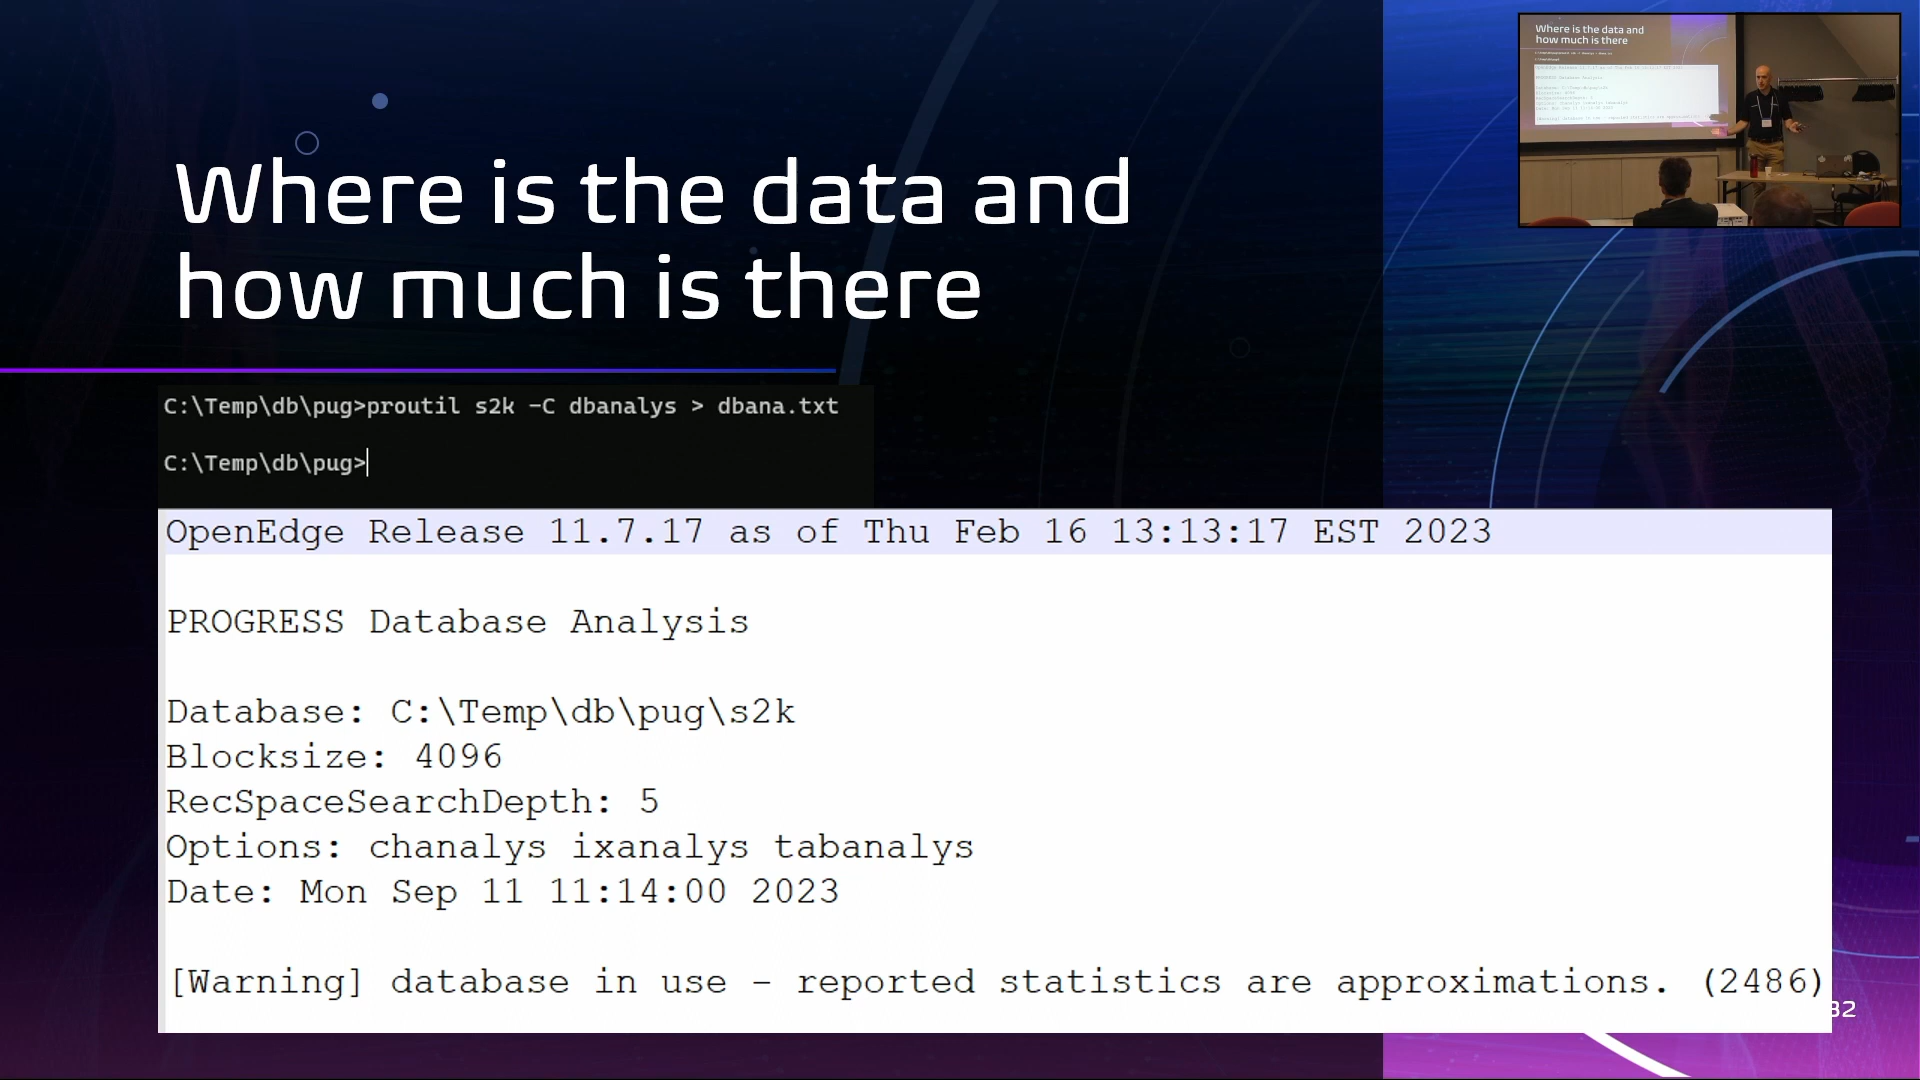 Where is the data and
how much is there
C:\Temp\db\pug>proutil s2k -C dbanalys > dbana.txt
C:\Temp\db\pug>
OpenEdge Release 11.7.17 as of Thu Feb 16 13:13:17 EST 2023
PROGRESS Database Analysis
Database: C:\Temp\db\pug\s2k
Blocksize: 4096
RecSpaceSearchDepth: 5
Options: chanalys ixanalys tabanalys
Date: Mon Sep 11 11:14:00 2023
[Warning] database in use - reported statistics are approximations. (2486)
32
Where is the data and
how much is there